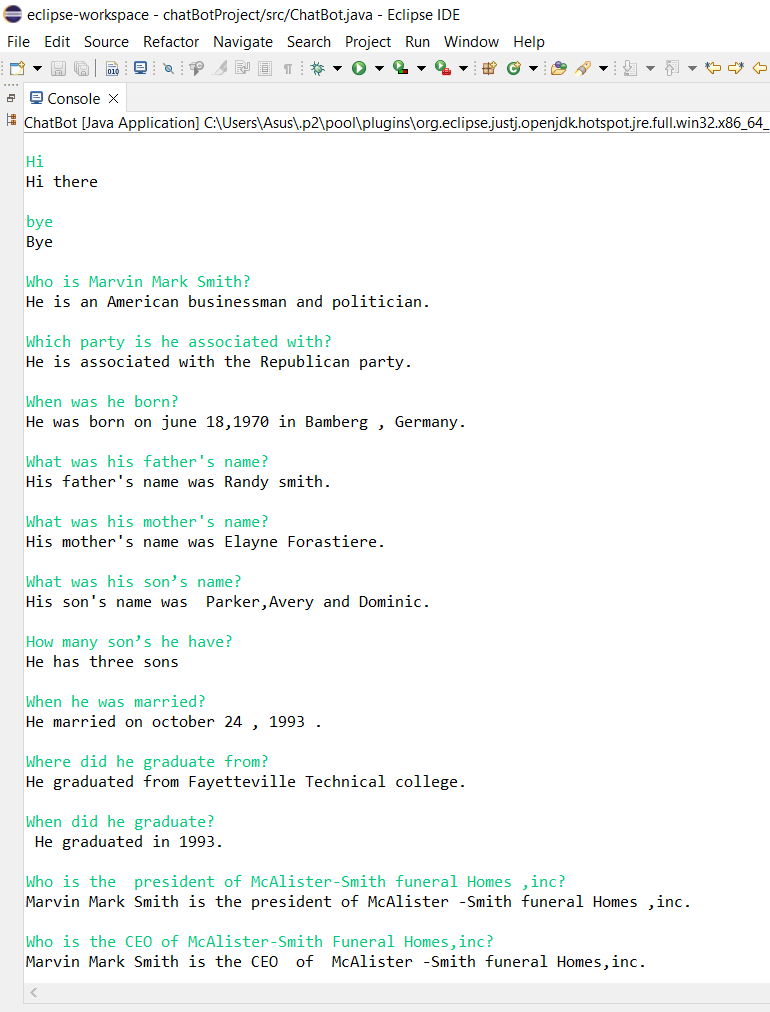 eclipse-workspace - chatBotProject/src/ChatBot.java - Eclipse IDE
File Edit Source Refactor Navigate Search Project Run Window Help
Console
ChatBot [Java Application] C:\Users\Asus\.p2\pool\plugins\org.eclipse.justj.openjdk.hotspot.jre.full.win32.x86_64_
Hi
Hi there
bye
Bye
Who is Marvin Mark Smith?
He is an American businessman and politician.
Which party is he associated with?
He is associated with the Republican party.
When was he born?
He was born on june 18,1970 in Bamberg , Germany.
What was his father's name?
His father's name was Randy smith.
What was his mother's name?
His mother's name was Elayne Forastiere.
What was his son’s name?
His son's name was  Parker,Avery and Dominic.
How many son’s he have?
He has three sons
When he was married?
He married on october 24 , 1993 .
Where did he graduate from?
He graduated from Fayetteville Technical college.
When did he graduate?
 He graduated in 1993.
Who is the  president of McAlister-Smith funeral Homes ,inc?
Marvin Mark Smith is the president of McAlister -Smith funeral Homes ,inc.
Who is the CEO of McAlister-Smith Funeral Homes,inc?
Marvin Mark Smith is the CEO  of  McAlister -Smith funeral Homes,inc.